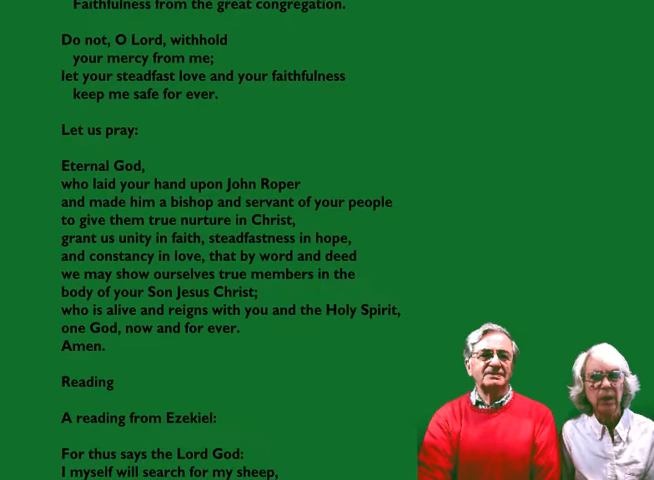 Faithfulness from the great congregation.
Do not, O Lord, withhold
your mercy from me;
let your steadfast love and your faithfulness
keep me safe for ever.
Let us pray:
Eternal God,
who laid your hand upon John Roper
and made him a bishop and servant of your people
to give them true nurture in Christ,
grant us unity in faith, steadfastness in hope,
and constancy in love, that by word and deed
we may show ourselves true members in the
body of your Son Jesus Christ;
who is alive and reigns with you and the Holy Spirit,
one God, now and for ever.
Amen.
Reading
A reading from Ezekiel:
For thus says the Lord God:
I myself will search for my sheep,